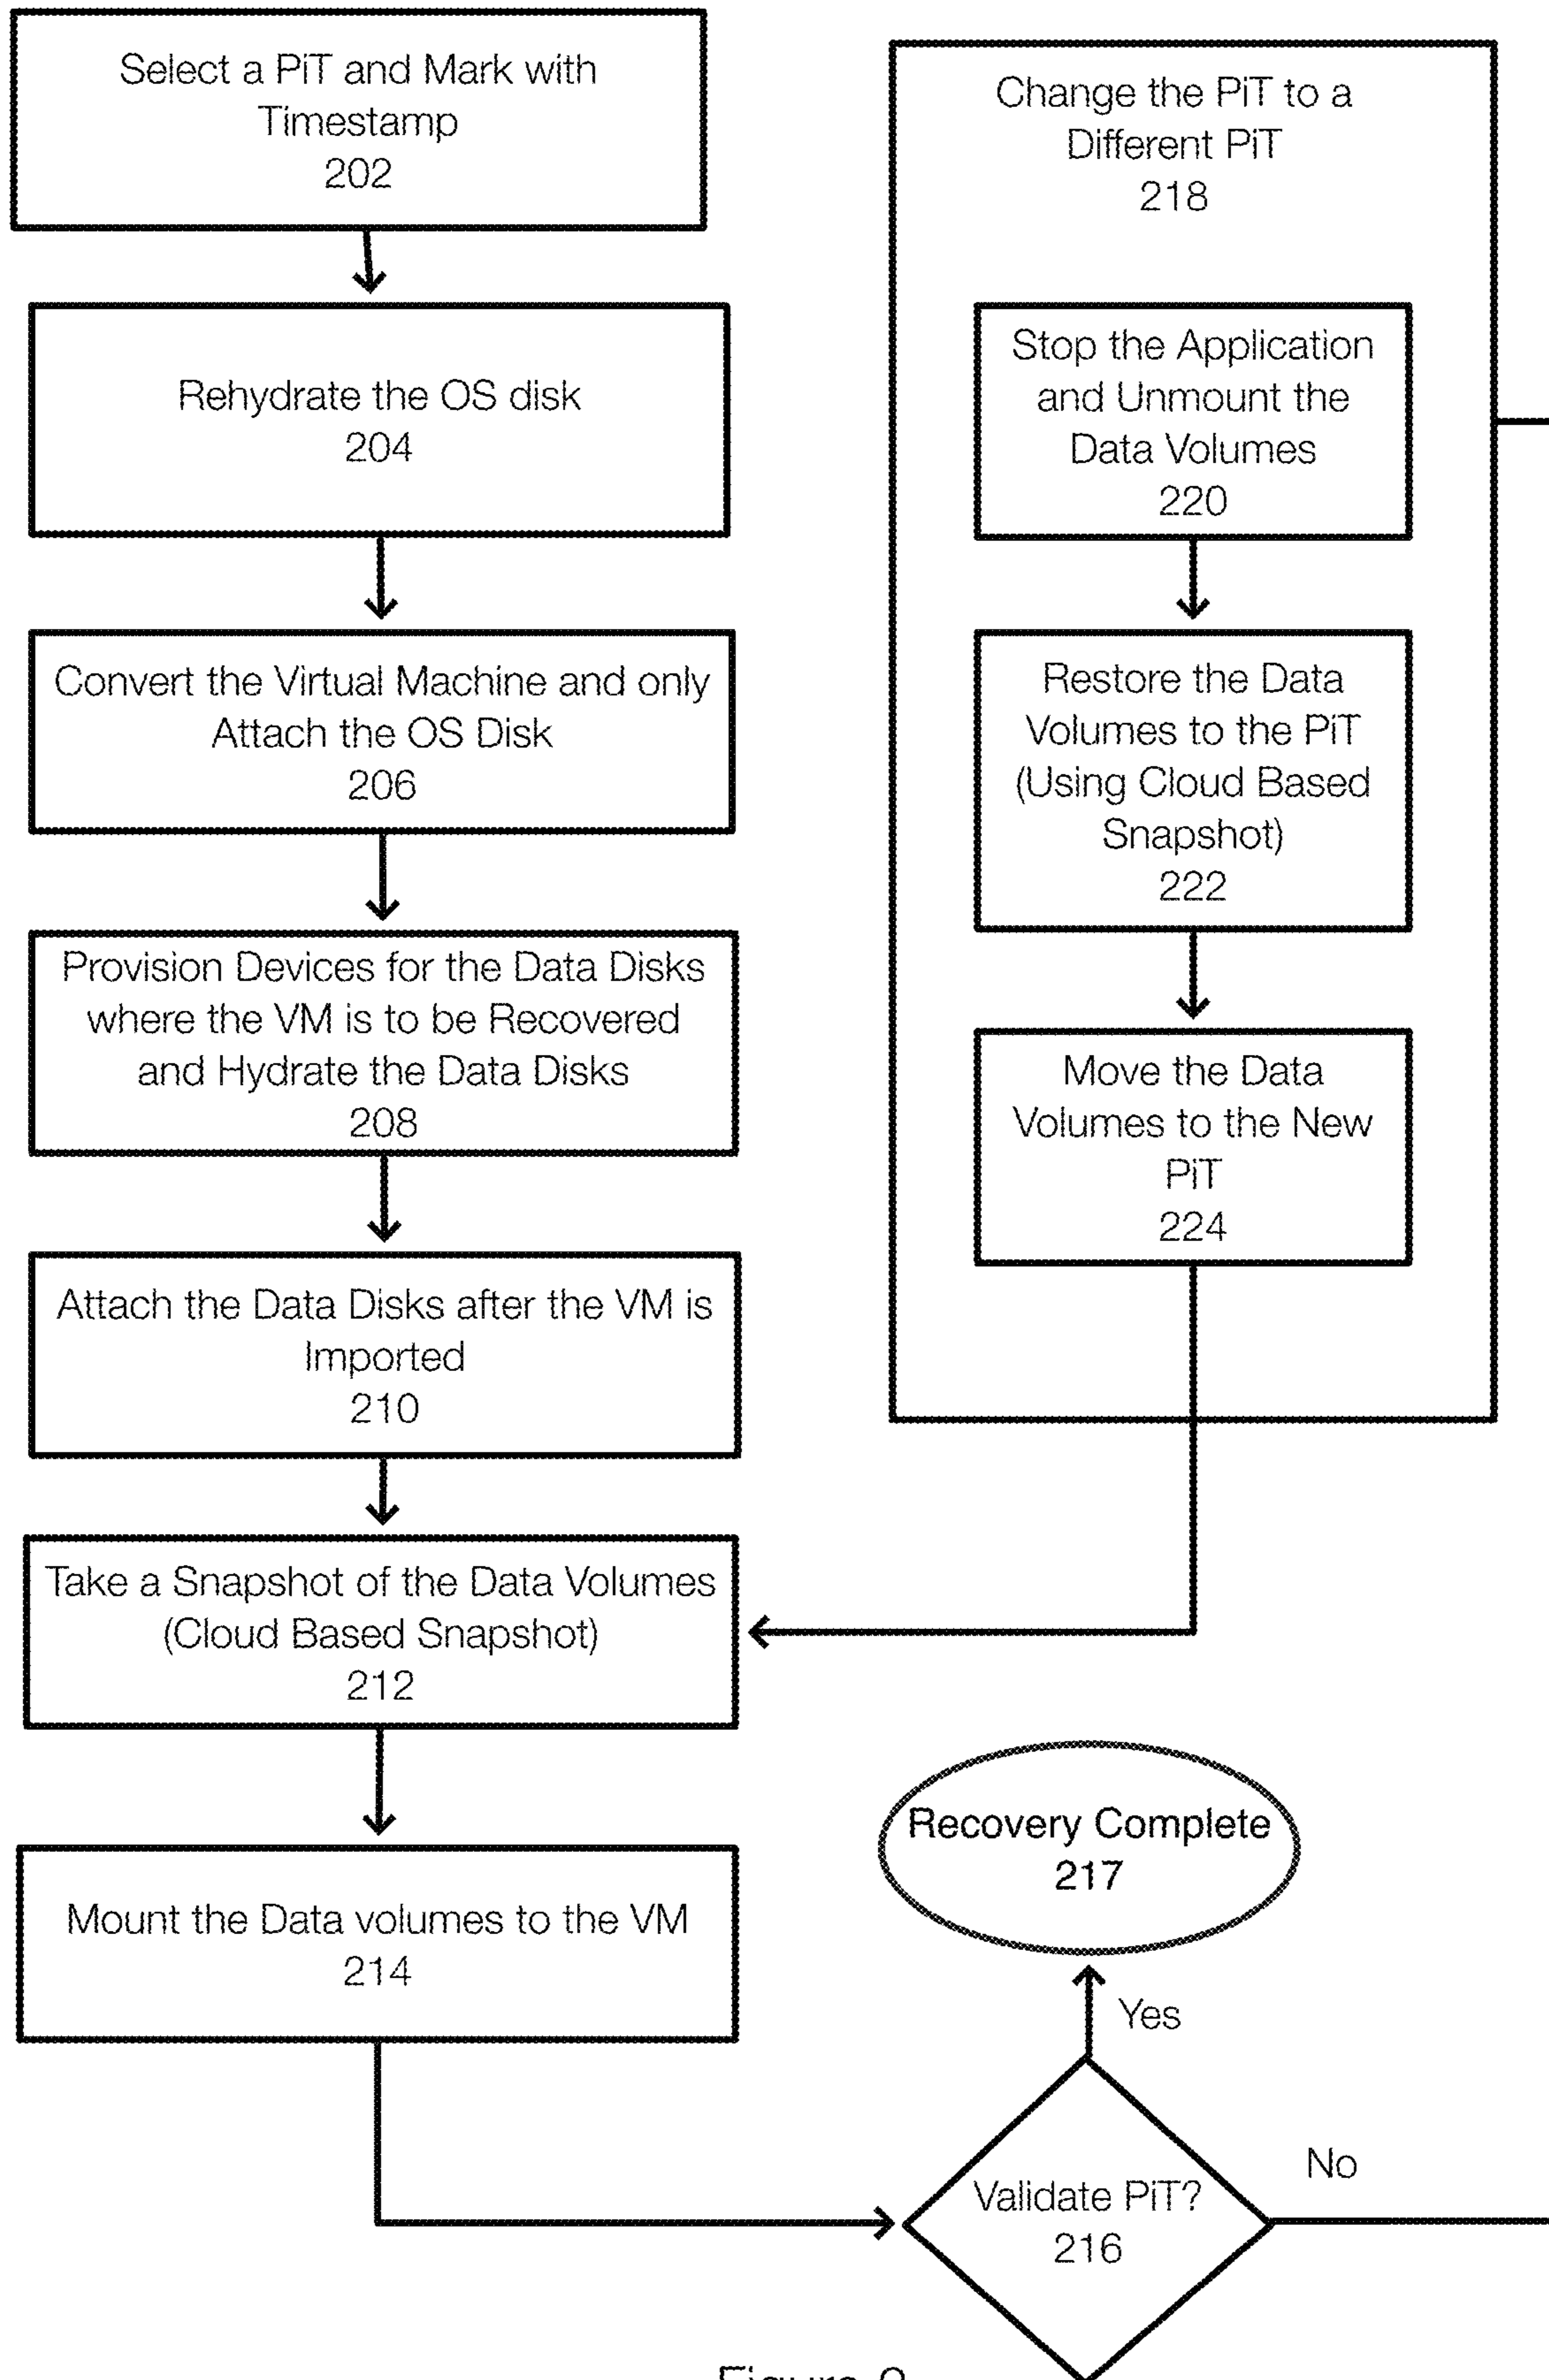 Select a PiT and Mark with
Timestamp
202
Rehydrate the OS disk
204
Convert the Virtual Machine and only
Attach the OS Disk
206
Provision Devices for the Data Disks
where the VM is to be Recovered
and Hydrate the Data Disks
208
Attach the Data Disks after the VM is
Imported
210
Take a Snapshot of the Data Volumes
(Cloud Based Snapshot)
212
Mount the Data volumes to the VM
214
Change the PiT to a
Different PiT
218
Stop the Application
and Unmount the
Data Volumes
220
Restore the Data
Volumes to the PiT
(Using Cloud Based
Snapshot)
222
Move the Data
Volumes to the New
PiT
224
Recovery Complete
217
Yes
No
Validate PiT?
216
Figure